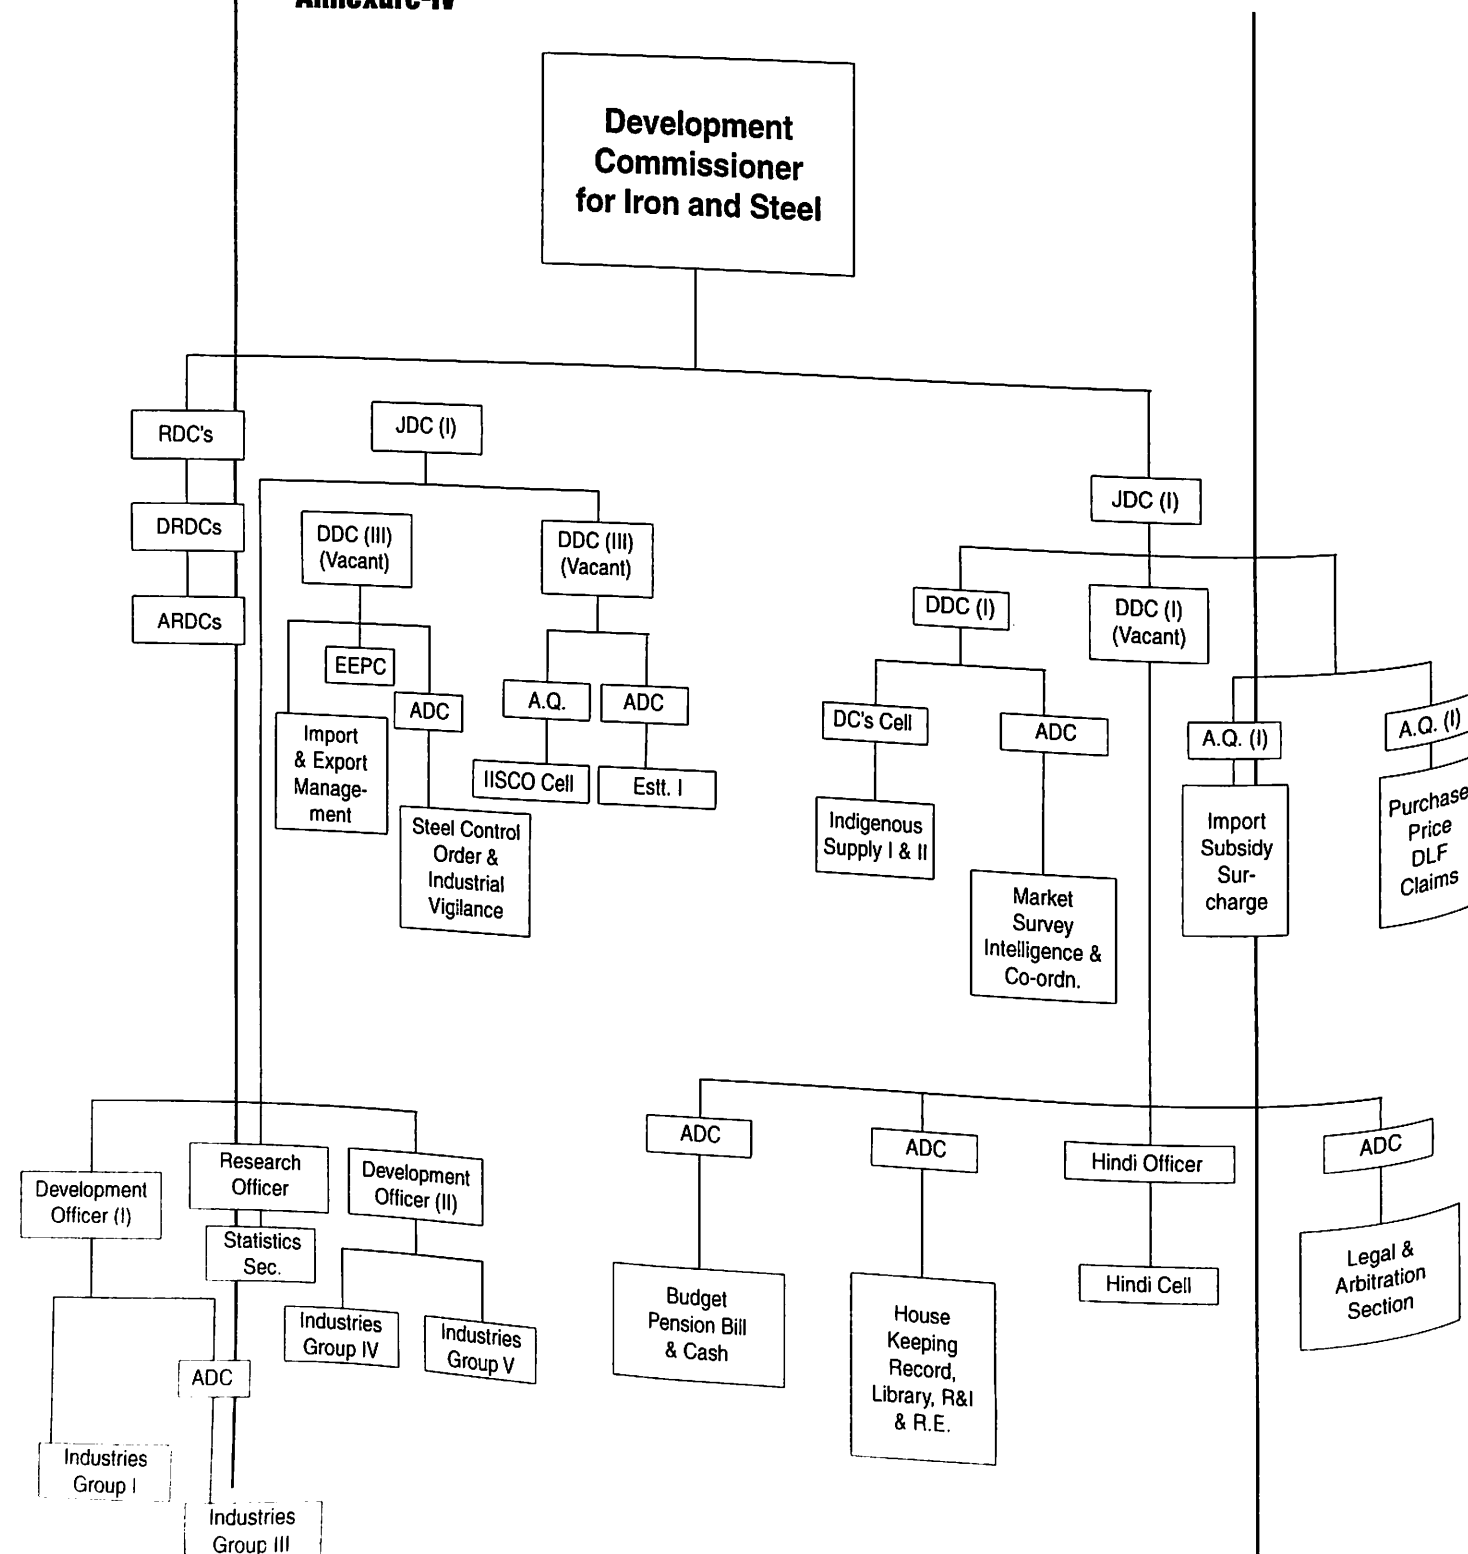 Annexure-IV
Development
Commissioner
for Iron and Steel
RDC's
DRDCs
ARDCs
JDC (I)
DDC (III)
(Vacant)
EEPC
ADC
Import
& Export
Manage-
ment
Steel Control
Order &
Industrial
Vigilance
DDC (III)
(Vacant)
A.Q.
ADC
IISCO Cell
Estt. I
JDC (I)
DDC (I)
DC's Cell
ADC
Indigenous
Supply I & II
Market
Survey
Intelligence &
Co-ordn.
DDC (I)
(Vacant)
A.Q. (I)
Import
Subsidy
Sur-
charge
A.Q. (I)
Purchase
Price
DLF
Claims
Development
Officer (I)
Research
Officer
Statistics
Sec.
Development
Officer (II)
Industries
Group IV
Industries
Group V
ADC
Industries
Group I
Industries
Group III
ADC
Budget
Pension Bill
& Cash
ADC
House
Keeping
Record,
Library, R&I
& R.E.
Hindi Officer
Hindi Cell
ADC
Legal &
Arbitration
Section